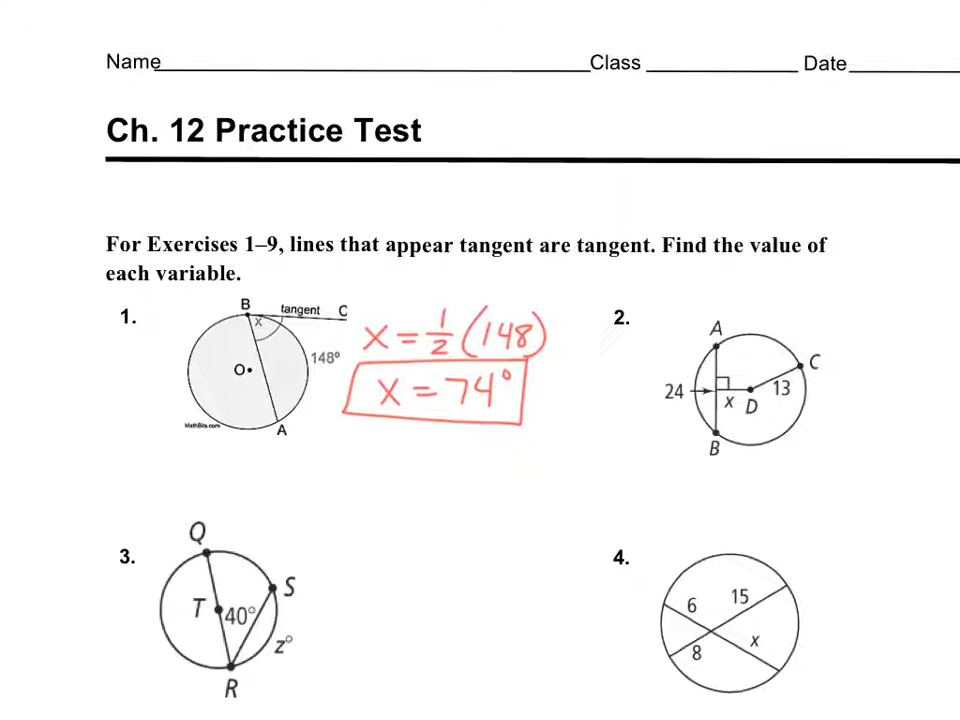 Name Class Date
Ch. 12 Practice Test
For Exercises 1–9, lines that appear tangent are tangent. Find the value of
each variable.
1.
B tangent C
x
148º
O
A
MathBits.com
x = 1/2 (148)
x = 74°
2.
A
C
24
x D 13
B
3.
Q
S
T 40°
z°
R
4.
6 15
8 x